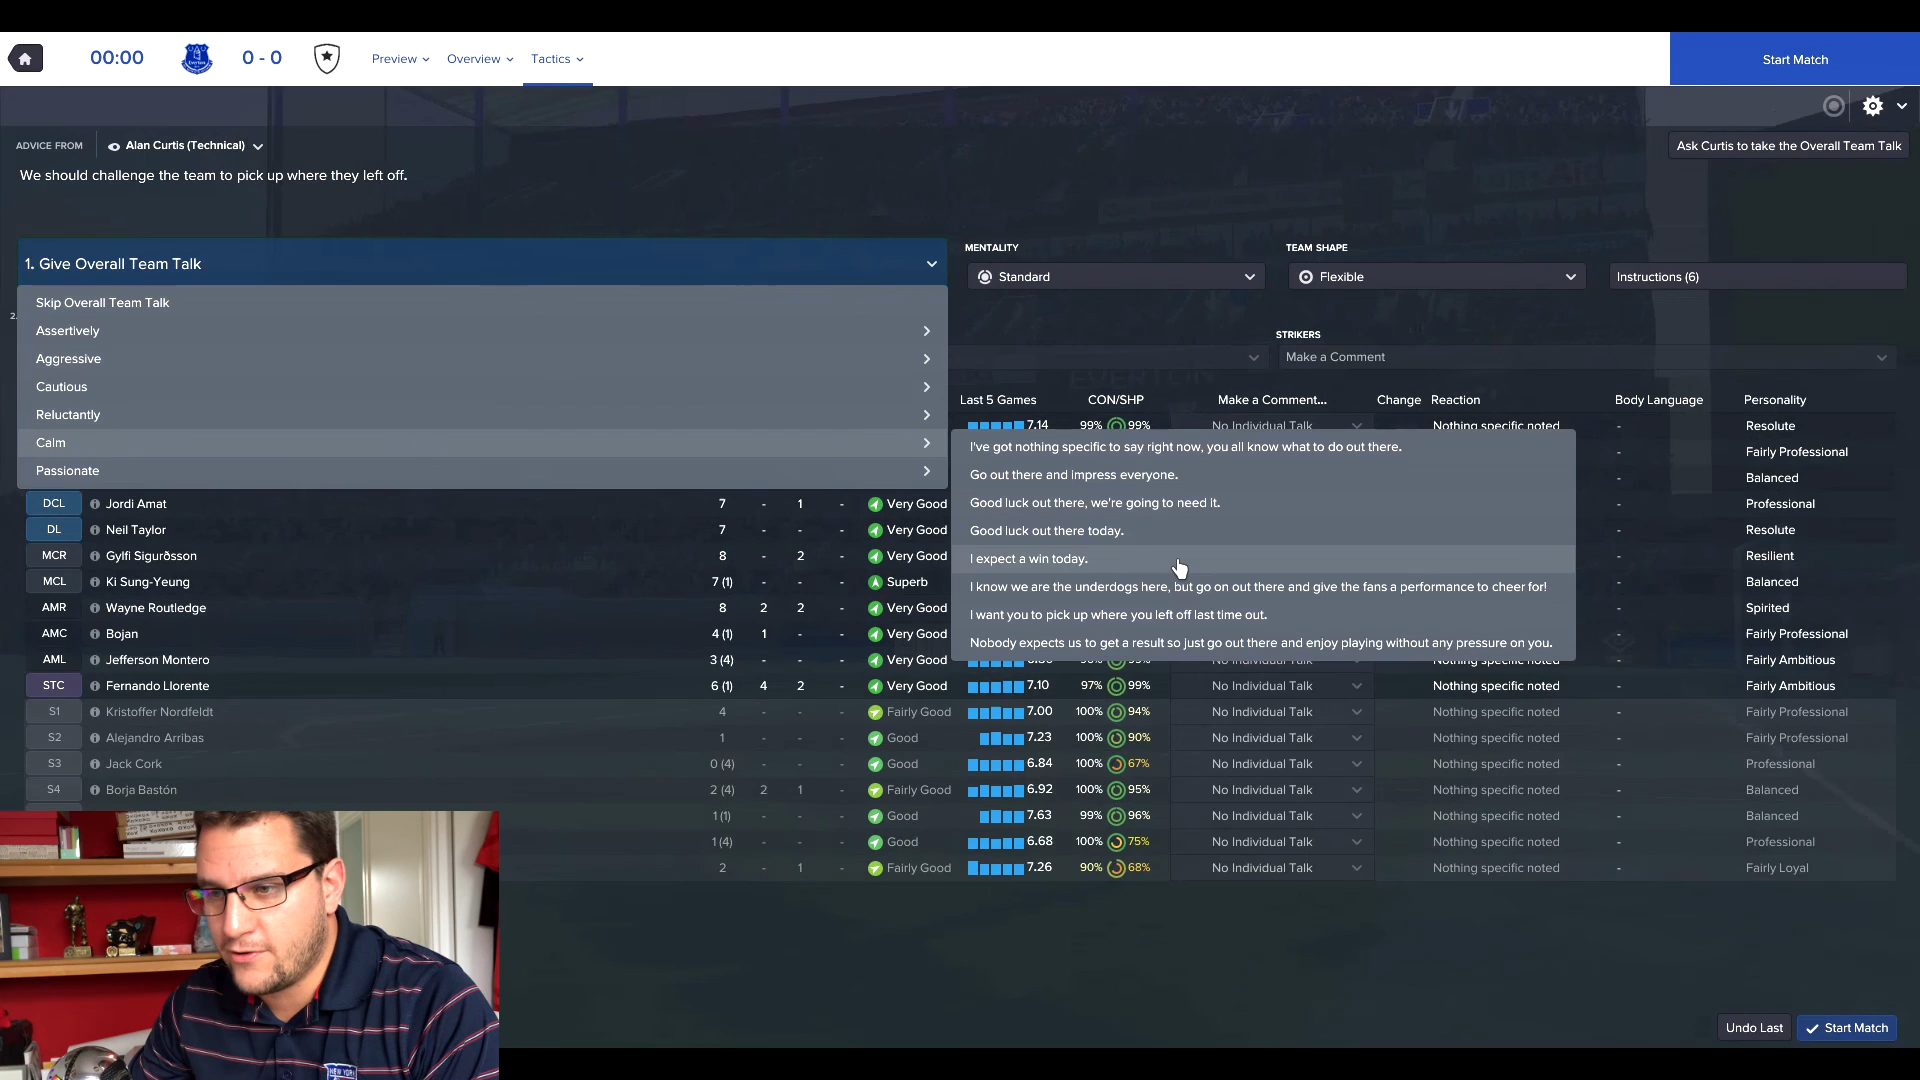 00:00 0 - 0 Preview Overview Tactics Start Match
ADVICE FROM Alan Curtis (Technical) Ask Curtis to take the Overall Team Talk
We should challenge the team to pick up where they left off.
1. Give Overall Team Talk
MENTALITY TEAM SHAPE
Standard Flexible Instructions (6)
Skip Overall Team Talk
2.
Assertively
Aggressive
Cautious
Reluctantly
Calm
Passionate
STRIKERS
Make a Comment
Last 5 Games CON/SHP Make a Comment... Change Reaction Body Language Personality
7.14 99% 99% No Individual Talk Nothing specific noted - Resolute
- Fairly Professional
- Balanced
I've got nothing specific to say right now, you all know what to do out there.
Go out there and impress everyone.
Good luck out there, we're going to need it.
Good luck out there today.
I expect a win today.
I know we are the underdogs here, but go on out there and give the fans a performance to cheer for!
I want you to pick up where you left off last time out.
Nobody expects us to get a result so just go out there and enjoy playing without any pressure on you.
DCL Jordi Amat 7 - 1 - Very Good - Professional
DL Neil Taylor 7 - - - Very Good - Resolute
MCR Gylfi Sigurðsson 8 - 2 - Very Good - Resilient
MCL Ki Sung-Yeung 7 (1) - - - Superb - Balanced
AMR Wayne Routledge 8 2 2 - Very Good - Spirited
AMC Bojan 4 (1) 1 - - Very Good - Fairly Professional
AML Jefferson Montero 3 (4) - - - Very Good No Individual Talk Nothing specific noted - Fairly Ambitious
STC Fernando Llorente 6 (1) 4 2 - Very Good 7.10 97% 99% No Individual Talk Nothing specific noted - Fairly Ambitious
S1 Kristoffer Nordfeldt 4 - - - Fairly Good 7.00 100% 94% No Individual Talk Nothing specific noted - Fairly Professional
S2 Alejandro Arribas 1 - - - Good 7.23 100% 90% No Individual Talk Nothing specific noted - Fairly Professional
S3 Jack Cork 0 (4) - - - Good 6.84 100% 67% No Individual Talk Nothing specific noted - Professional
S4 Borja Bastón 2 (4) 2 1 - Fairly Good 6.92 100% 95% No Individual Talk Nothing specific noted - Balanced
1 (1) - - - Good 7.63 99% 96% No Individual Talk Nothing specific noted - Balanced
1 (4) - - - Good 6.68 100% 75% No Individual Talk Nothing specific noted - Professional
2 - 1 - Fairly Good 7.26 90% 68% No Individual Talk Nothing specific noted - Fairly Loyal
Undo Last Start Match
NEW YORK